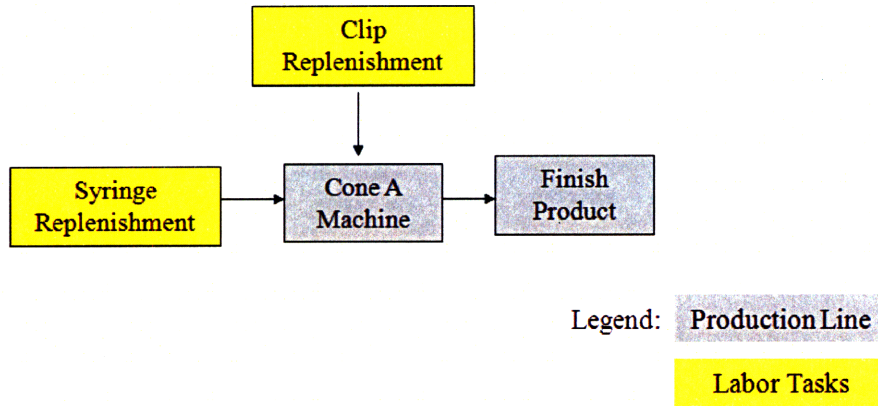 Clip
Replenishment
Syringe
Replenishment
Cone A
Machine
Finish
Product
Legend: Production Line
Labor Tasks